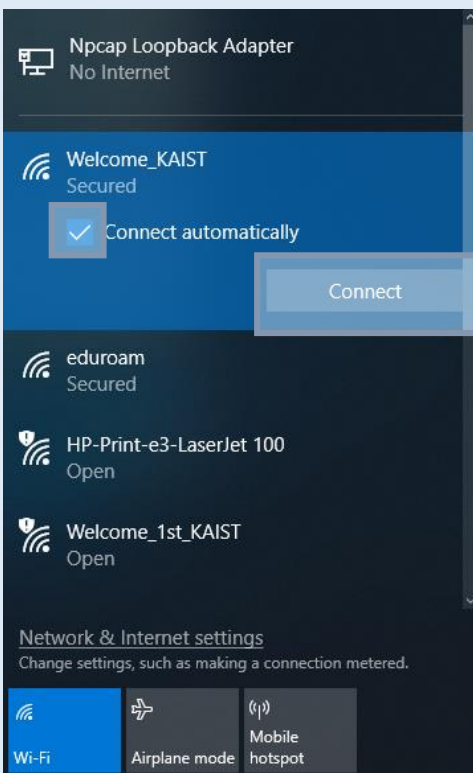 Npcap Loopback Adapter
No Internet
Welcome_KAIST
Secured
Connect automatically
Connect
eduroam
Secured
HP-Print-e3-LaserJet 100
Open
Welcome_1st_KAIST
Open
Network & Internet settings
Change settings, such as making a connection metered.
Wi-Fi
Airplane mode
Mobile
hotspot